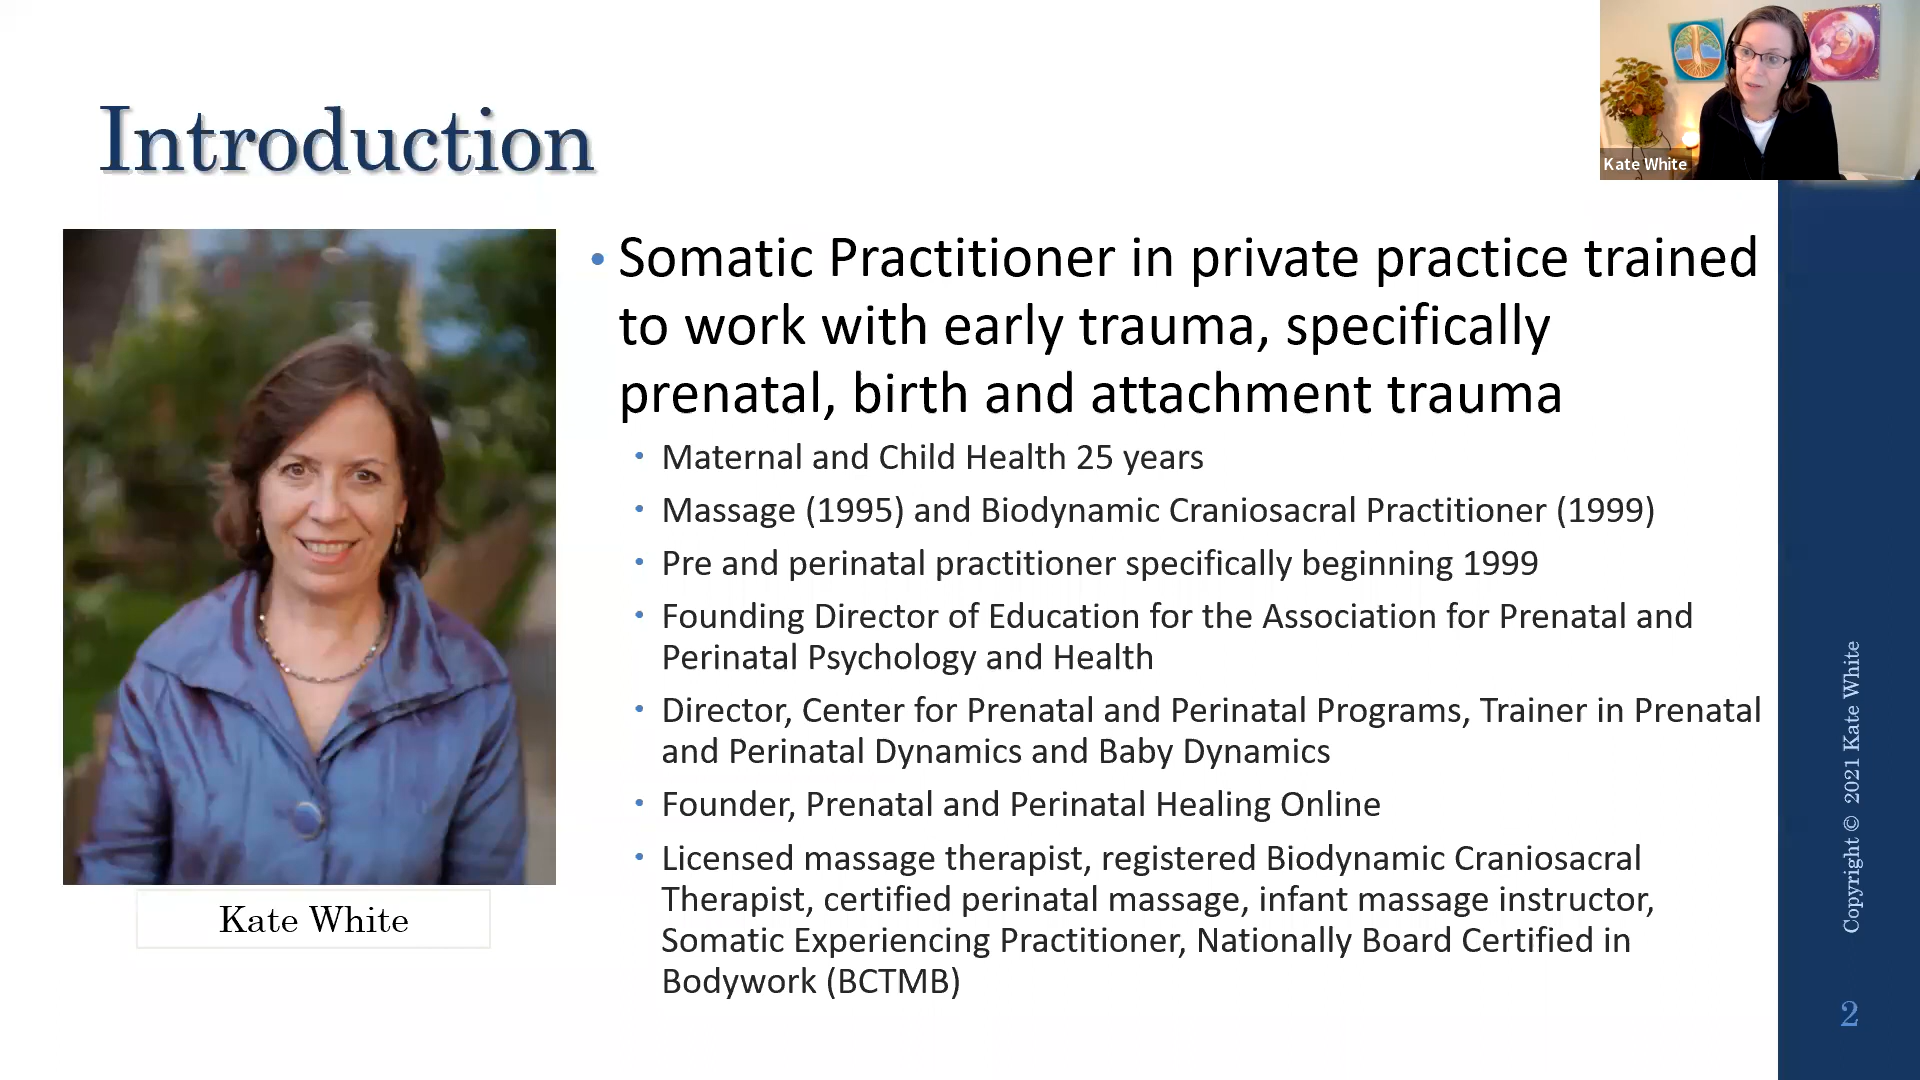 Introduction
Kate White
• Somatic Practitioner in private practice trained
to work with early trauma, specifically
prenatal, birth and attachment trauma
• Maternal and Child Health 25 years
• Massage (1995) and Biodynamic Craniosacral Practitioner (1999)
• Pre and perinatal practitioner specifically beginning 1999
• Founding Director of Education for the Association for Prenatal and
Perinatal Psychology and Health
• Director, Center for Prenatal and Perinatal Programs, Trainer in Prenatal
and Perinatal Dynamics and Baby Dynamics
• Founder, Prenatal and Perinatal Healing Online
• Licensed massage therapist, registered Biodynamic Craniosacral
Therapist, certified perinatal massage, infant massage instructor,
Somatic Experiencing Practitioner, Nationally Board Certified in
Bodywork (BCTMB)
Kate White
Copyright © 2021 Kate White
2